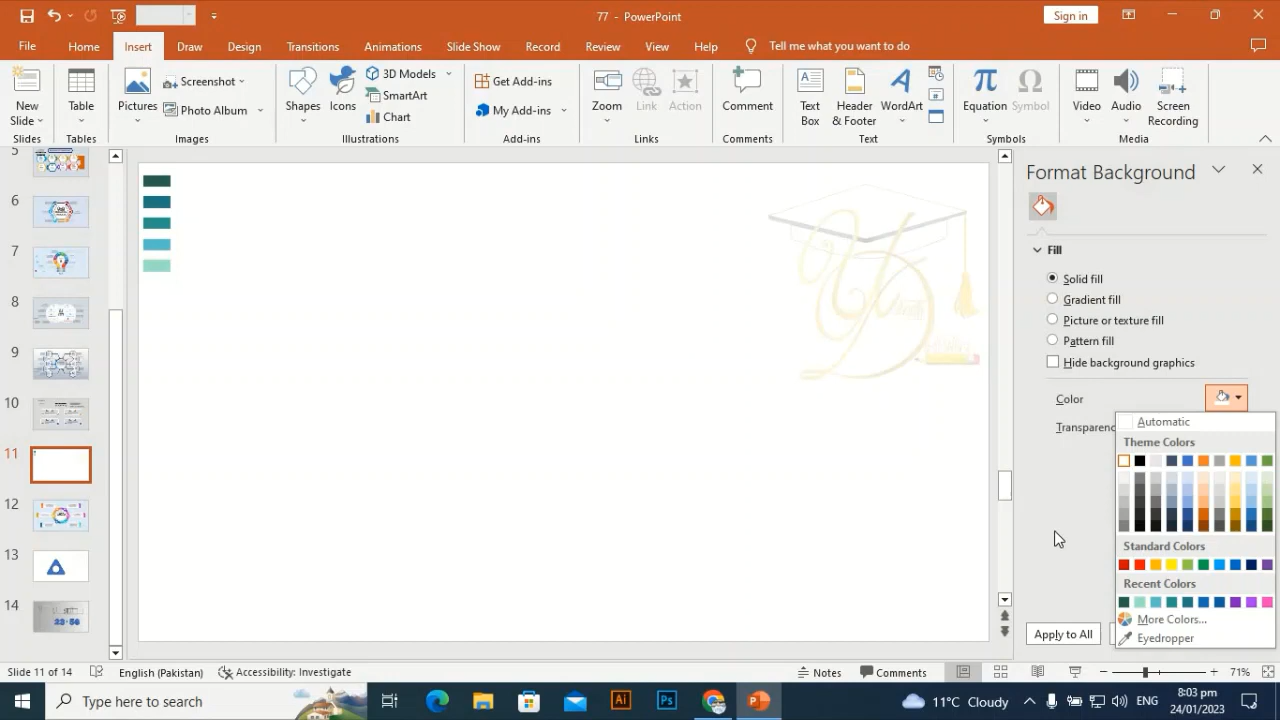 77 - PowerPoint
Sign in
File Home Insert Draw Design Transitions Animations Slide Show Record Review View Help Tell me what you want to do
New Slide
Table
Pictures
Screenshot
Photo Album
Shapes
Icons
3D Models
SmartArt
Chart
Get Add-ins
My Add-ins
Zoom
Link
Action
Comment
Text Box
Header & Footer
WordArt
Equation
Symbol
Video
Audio
Screen Recording
Slides Tables Images Illustrations Add-ins Links Comments Text Symbols Media
5
6
7
8
9
10
11
12
13
14
Format Background
Fill
Solid fill
Gradient fill
Picture or texture fill
Pattern fill
Hide background graphics
Color
Transparenc
Automatic
Theme Colors
Standard Colors
Recent Colors
More Colors...
Eyedropper
Apply to All
Slide 11 of 14 English (Pakistan) Accessibility: Investigate Notes Comments 71%
Type here to search
Ai
Ps
11°C Cloudy
ENG
8:03 pm
24/01/2023